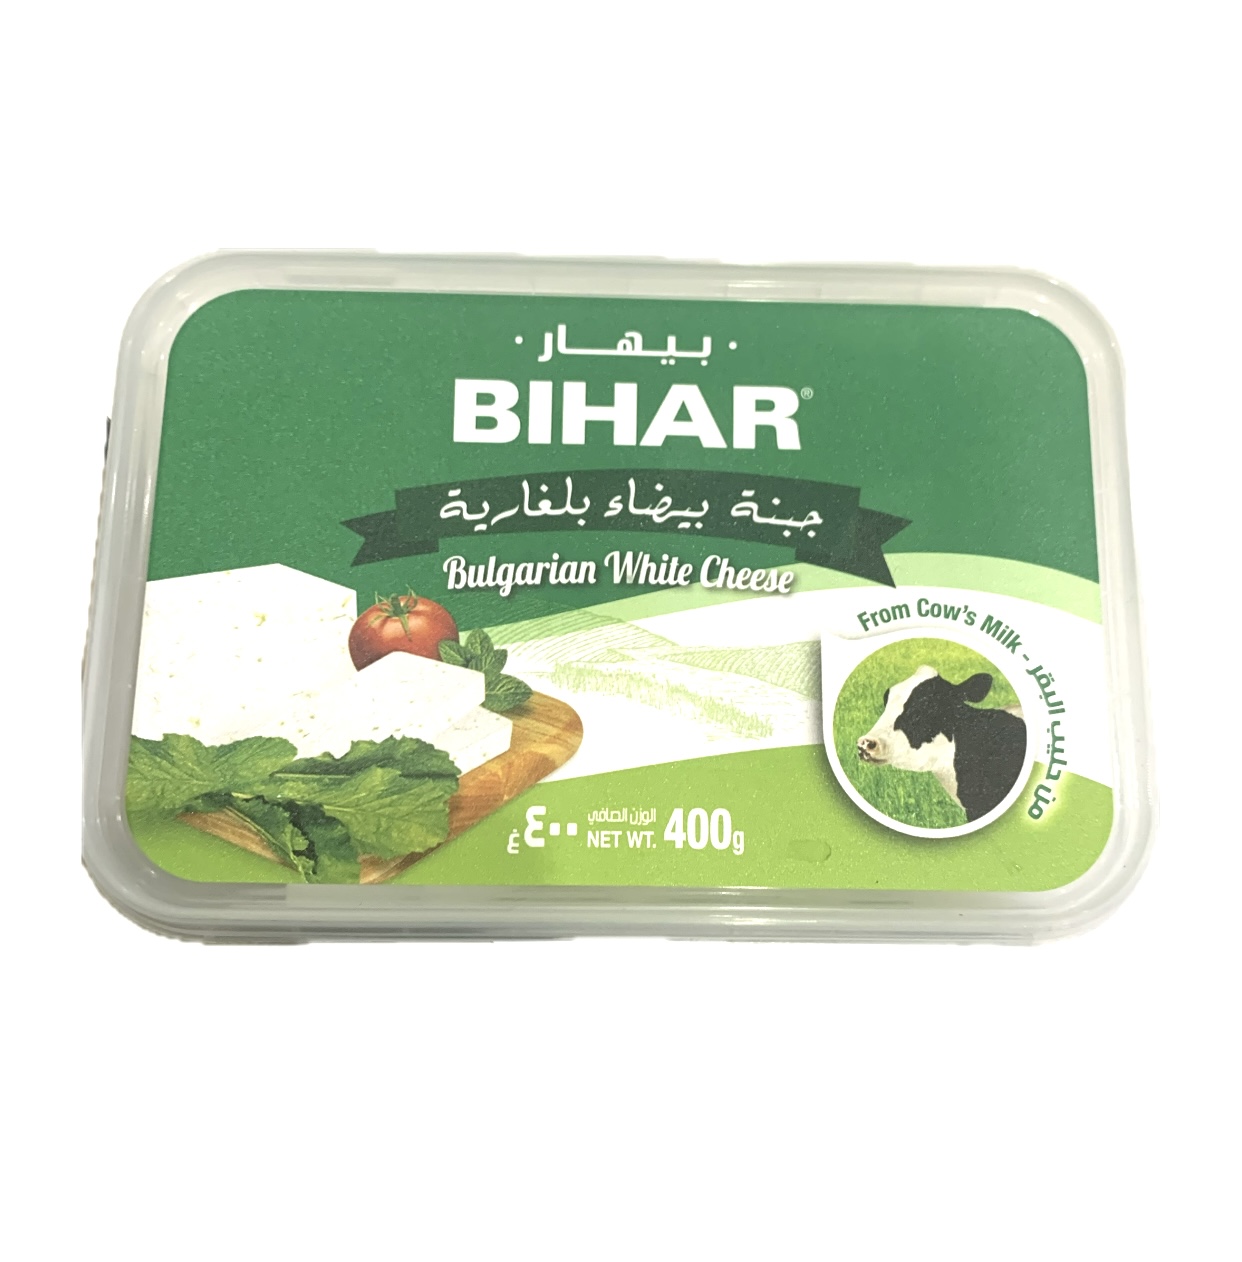 • بيهار •
BIHAR®
جبنة بيضاء بلغارية
Bulgarian White Cheese
From Cow's Milk - من حليب البقر
٤٠٠ غ
الوزن الصافي
NET WT. 400g